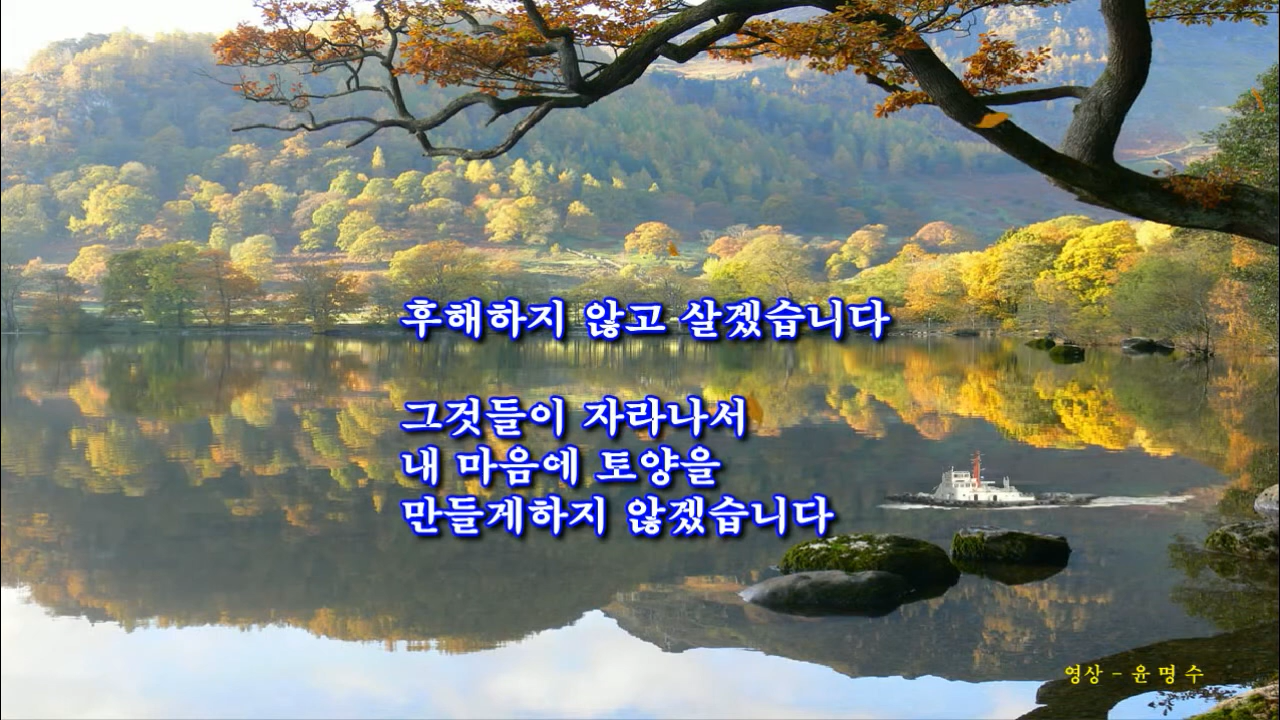 후해하지 않고 살겠습니다
그것들이 자라나서
내 마음에 토양을
만들게하지 않겠습니다
영상 - 윤 명 수